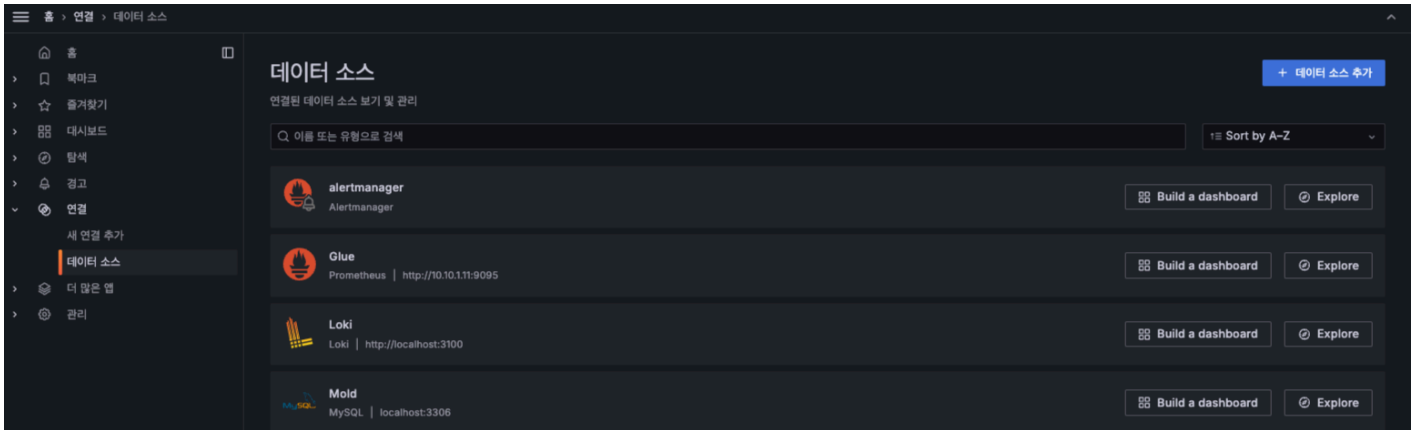 홈 › 연결 › 데이터 소스
홈
북마크
즐겨찾기
대시보드
탐색
경고
연결
새 연결 추가
데이터 소스
더 많은 앱
관리
데이터 소스
+ 데이터 소스 추가
연결된 데이터 소스 보기 및 관리
이름 또는 유형으로 검색
Sort by A–Z
alertmanager
Alertmanager
Build a dashboard
Explore
Glue
Prometheus | http://10.10.1.11:9095
Build a dashboard
Explore
Loki
Loki | http://localhost:3100
Build a dashboard
Explore
MySQL
Mold
MySQL | localhost:3306
Build a dashboard
Explore